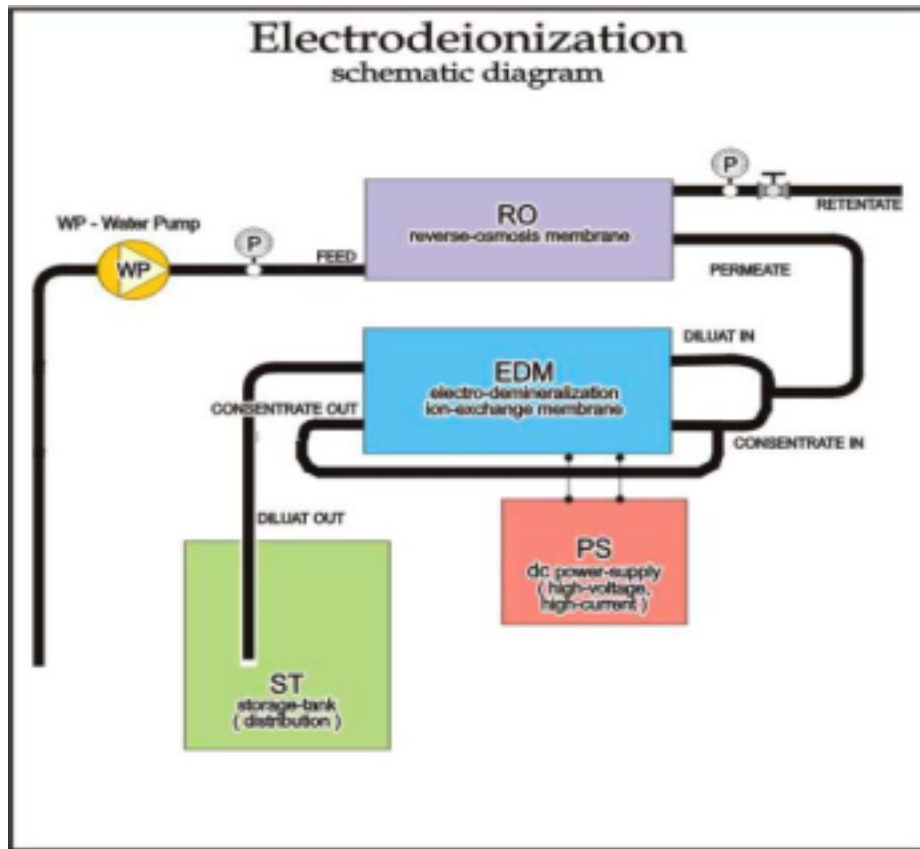 Electrodeionization
schematic diagram
P
RETENTATE
RO
reverse-osmosis membrane
WP - Water Pump
P
FEED
WP
PERMEATE
DILUAT IN
EDM
electro-demineralization
ion-exchange membrane
CONSENTRATE OUT
CONSENTRATE IN
DILUAT OUT
PS
dc power-supply
( high-voltage,
high-current )
ST
storage-tank
( distribution )